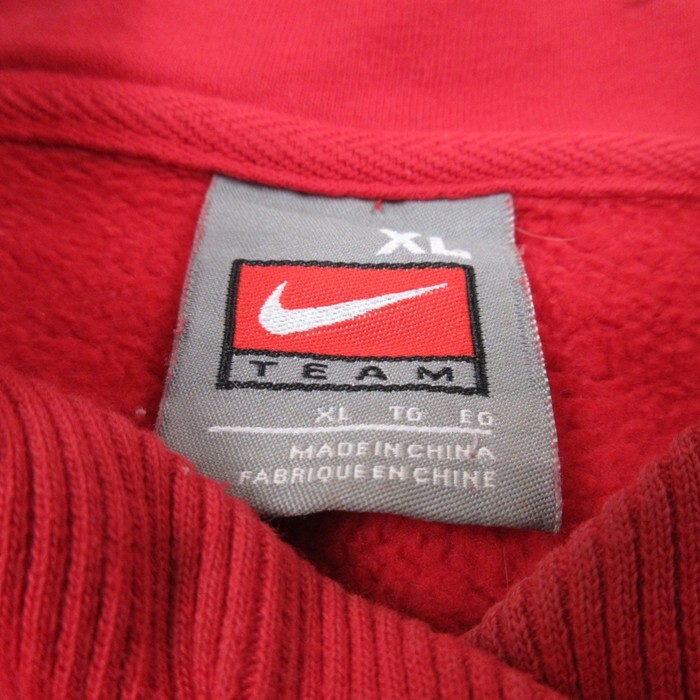 XL
TEAM
XL TG EG
MADE IN CHINA
FABRIQUE EN CHINE